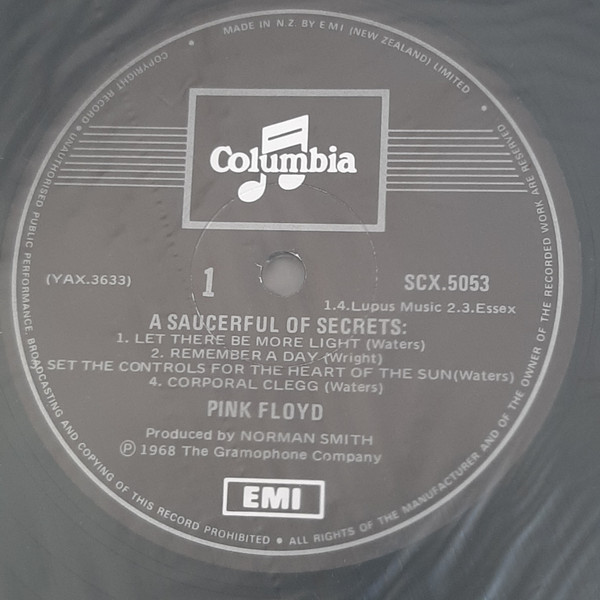 MADE IN N.Z. BY EMI (NEW ZEALAND) LIMITED
Columbia
(YAX.3633)
1
SCX.5053
1.4.Lupus Music 2.3.Essex
A SAUCERFUL OF SECRETS:
1. LET THERE BE MORE LIGHT (Waters)
2. REMEMBER A DAY (Wright)
SET THE CONTROLS FOR THE HEART OF THE SUN(Waters)
4. CORPORAL CLEGG (Waters)
PINK FLOYD
Produced by NORMAN SMITH
℗ 1968 The Gramophone Company
EMI
• ALL RIGHTS OF THE MANUFACTURER AND OF THE OWNER OF THE RECORDED WORK ARE RESERVED •
UNAUTHORISED PUBLIC PERFORMANCE, BROADCASTING AND COPYING OF THIS RECORD PROHIBITED
• COPYRIGHT RECORD •